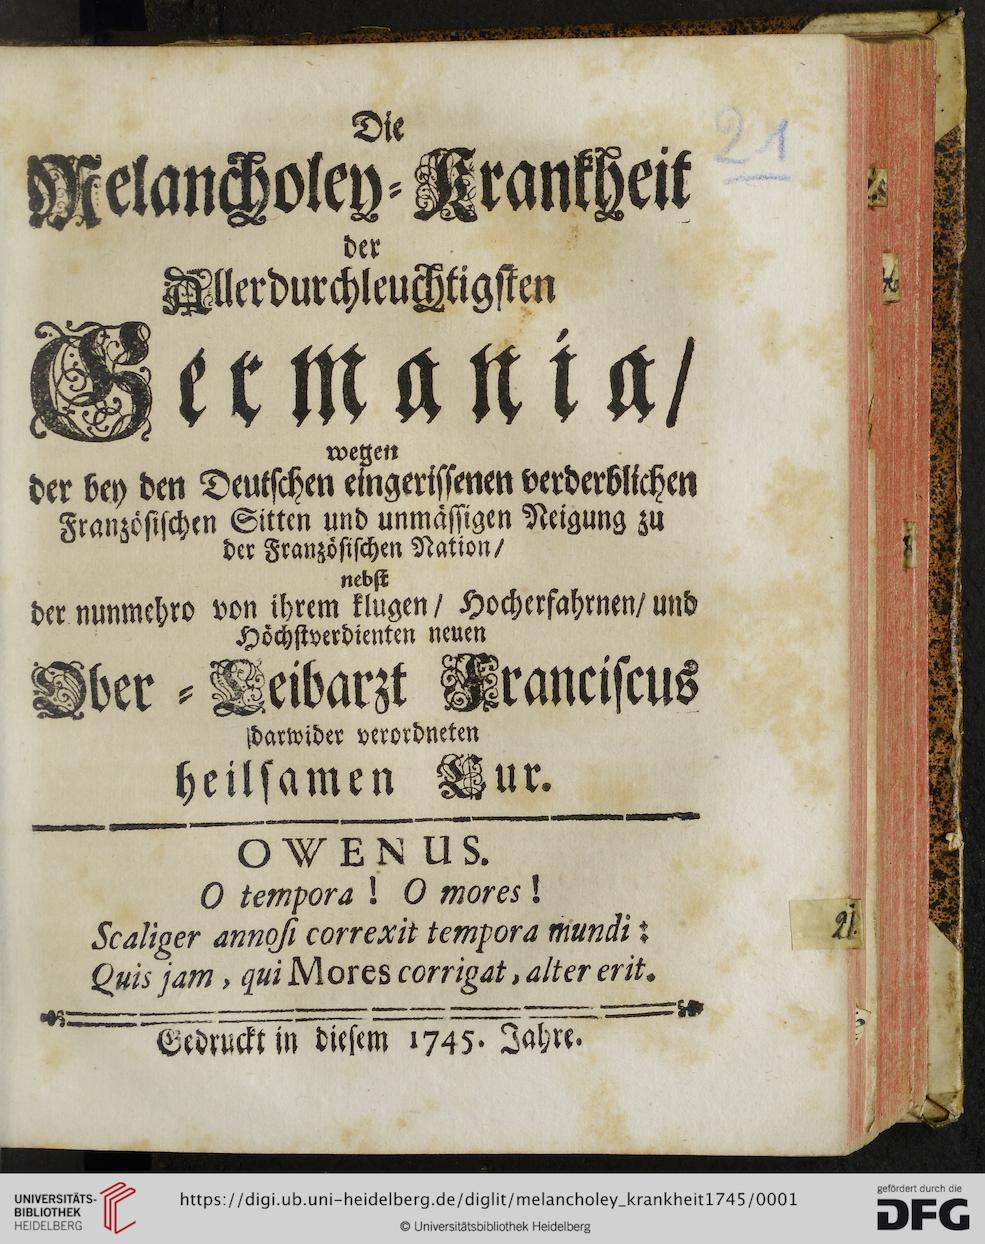 Die
Melancholey-Krankheit
der
Allerdurchleuchtigsten
Germania/
wegen
der bey den Deutschen eingerissenen verderblichen
Französischen Sitten und unmässigen Neigung zu
der Französischen Nation/
nebst
der nunmehro von ihrem klugen/ Hocherfahrnen/ und
Höchstverdienten neuen
Ober-Leibarzt Franciscus
darwider verordneten
heilsamen Cur.
OWENUS.
O tempora! O mores!
Scaliger annoſi correxit tempora mundi:
Quis jam, qui Mores corrigat, alter erit.
Gedruckt in diesem 1745. Jahre.
21
21.
UNIVERSITÄTS-
BIBLIOTHEK
HEIDELBERG
https://digi.ub.uni-heidelberg.de/diglit/melancholey_krankheit1745/0001
© Universitätsbibliothek Heidelberg
gefördert durch die
DFG